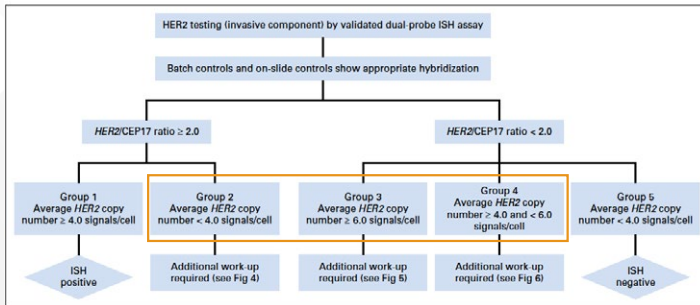 HER2 testing (invasive component) by validated dual-probe ISH assay
Batch controls and on-slide controls show appropriate hybridization
HER2/CEP17 ratio ≥ 2.0
HER2/CEP17 ratio < 2.0
Group 1
Average HER2 copy
number ≥ 4.0 signals/cell
Group 2
Average HER2 copy
number < 4.0 signals/cell
Group 3
Average HER2 copy
number ≥ 6.0 signals/cell
Group 4
Average HER2 copy
number ≥ 4.0 and < 6.0
signals/cell
Group 5
Average HER2 copy
number < 4.0 signals/cell
ISH
positive
Additional work-up
required (see Fig 4)
Additional work-up
required (see Fig 5)
Additional work-up
required (see Fig 6)
ISH
negative